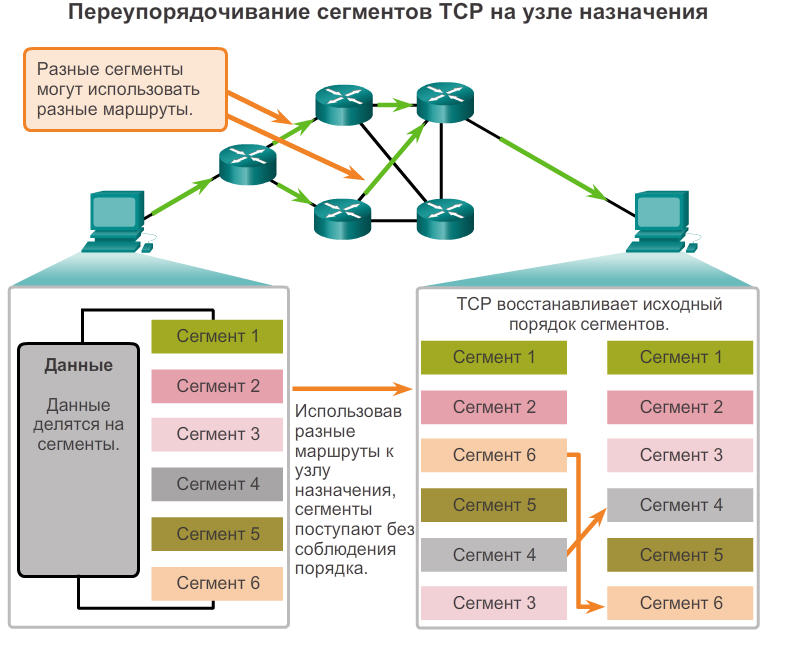 Переупорядочивание сегментов TCP на узле назначения
Разные сегменты
могут использовать
разные маршруты.
Данные
Данные
делятся на
сегменты.
Сегмент 1
Сегмент 2
Сегмент 3
Сегмент 4
Сегмент 5
Сегмент 6
Использовав
разные
маршруты к
узлу
назначения,
сегменты
поступают без
соблюдения
порядка.
TCP восстанавливает исходный
порядок сегментов.
Сегмент 1
Сегмент 2
Сегмент 6
Сегмент 5
Сегмент 4
Сегмент 3
Сегмент 1
Сегмент 2
Сегмент 3
Сегмент 4
Сегмент 5
Сегмент 6